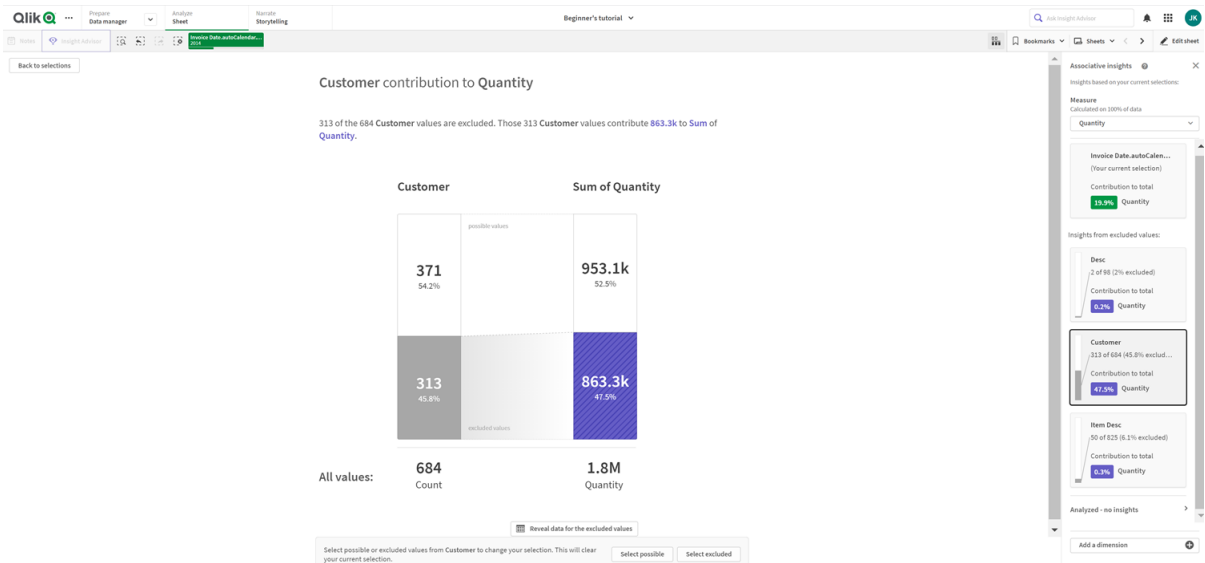 Qlik
Prepare
Data manager
Analyze
Sheet
Narrate
Storytelling
Beginner's tutorial
Ask Insight Advisor
JK
Notes
Insight Advisor
Invoice Date.autoCalendar....
2014
Bookmarks
Sheets
Edit sheet
Back to selections
Customer contribution to Quantity
313 of the 684 Customer values are excluded. Those 313 Customer values contribute 863.3k to Sum of
Quantity.
Customer
Sum of Quantity
possible values
371
54.2%
953.1k
52.5%
313
45.8%
863.3k
47.5%
excluded values
All values:
684
Count
1.8M
Quantity
Reveal data for the excluded values
Select possible or excluded values from Customer to change your selection. This will clear
your current selection.
Select possible
Select excluded
Associative insights
Insights based on your current selections:
Measure
Calculated on 100% of data
Quantity
Invoice Date.autoCalen...
(Your current selection)
Contribution to total
19.9% Quantity
Insights from excluded values:
Desc
2 of 98 (2% excluded)
Contribution to total
0.2% Quantity
Customer
313 of 684 (45.8% exclud...
Contribution to total
47.5% Quantity
Item Desc
50 of 825 (6.1% excluded)
Contribution to total
0.3% Quantity
Analyzed - no insights
Add a dimension